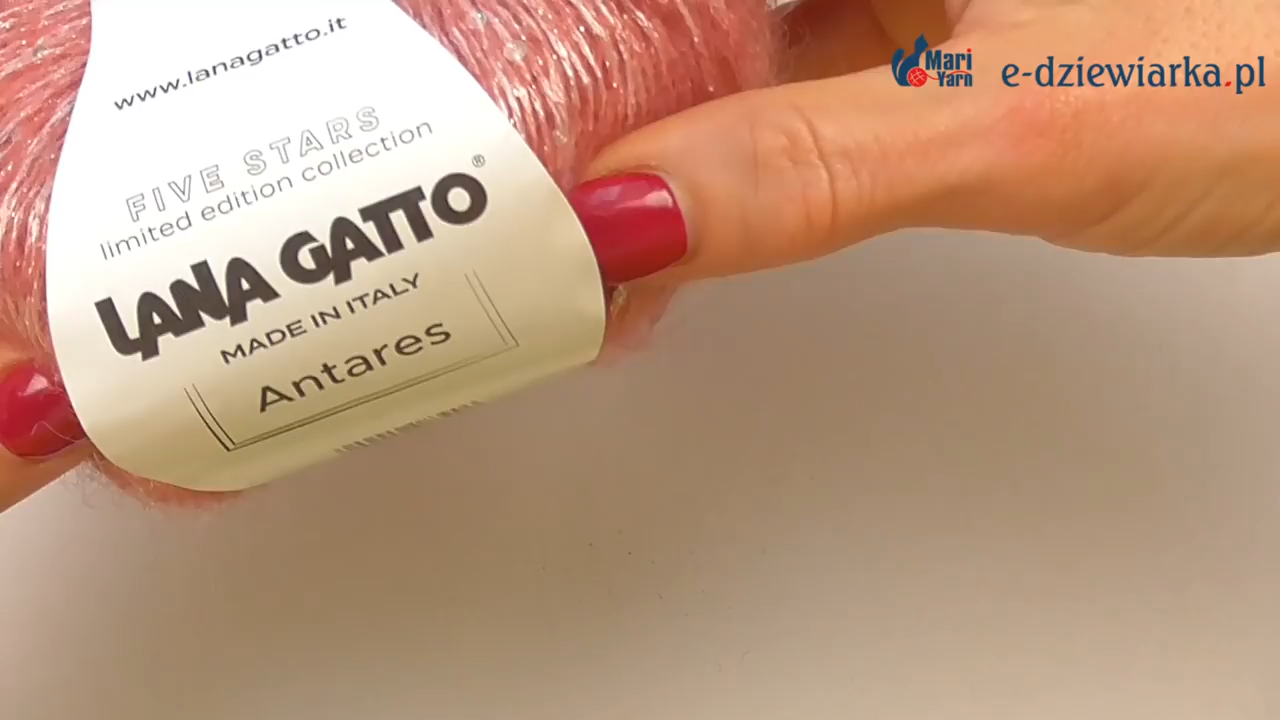 www.lanagatto.it
FIVE STARS
limited edition collection
LANA GATTO®
MADE IN ITALY
Antares
Mari Yarn
e-dziewiarka.pl